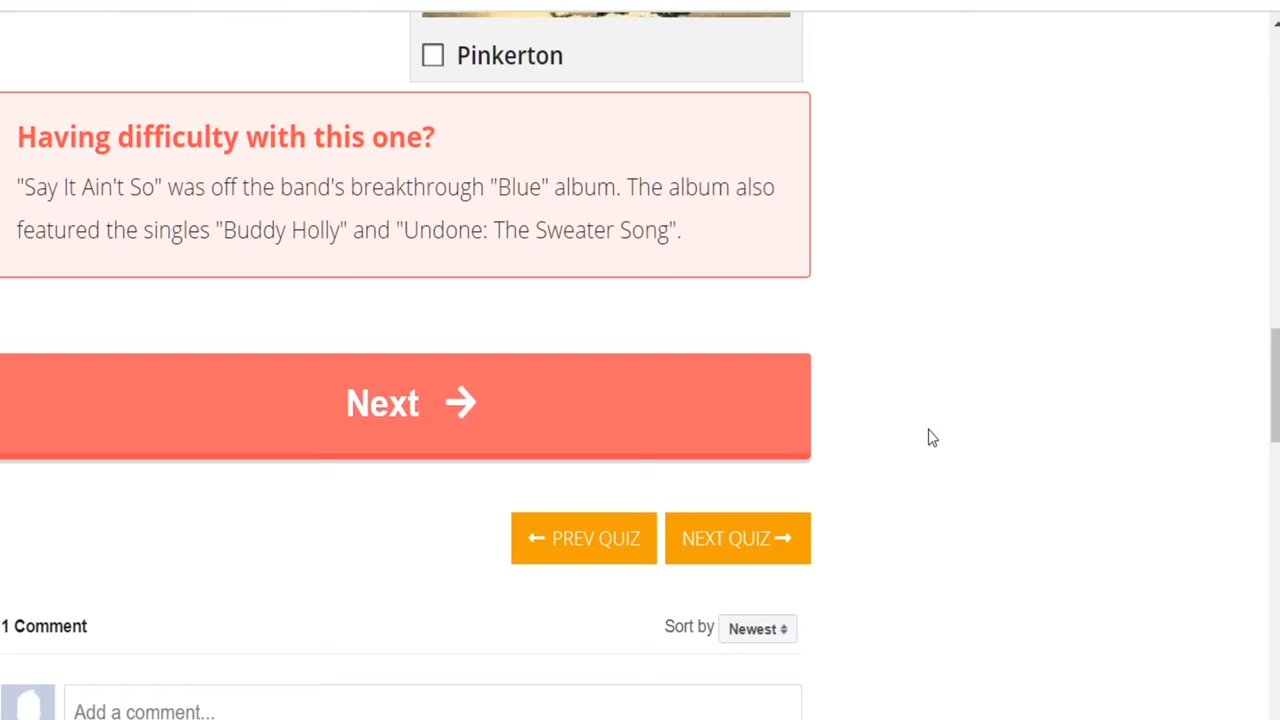 Pinkerton
Having difficulty with this one?
"Say It Ain't So" was off the band's breakthrough "Blue" album. The album also
featured the singles "Buddy Holly" and "Undone: The Sweater Song".
Next
PREV QUIZ NEXT QUIZ
1 Comment Sort by Newest
Add a comment...